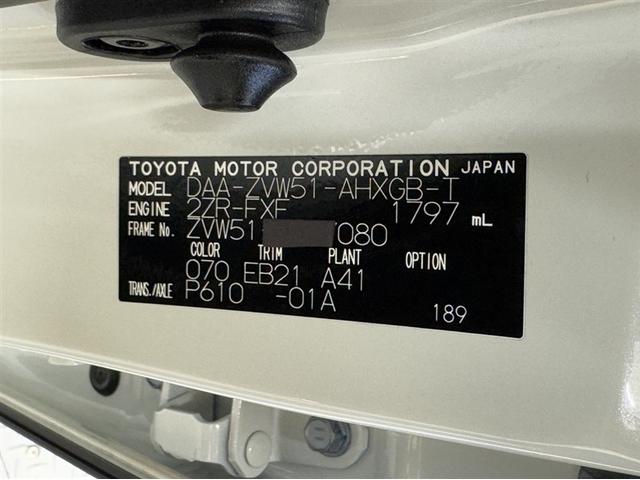 TOYOTA MOTOR CORPORATION JAPAN
MODEL DAA-ZVW51-AHXGB-T
ENGINE 2ZR-FXE 1797 mL
FRAME No. ZVW51 7080
COLOR TRIM PLANT OPTION
070 EB21 A41
TRANS./AXLE P610 -01A
189